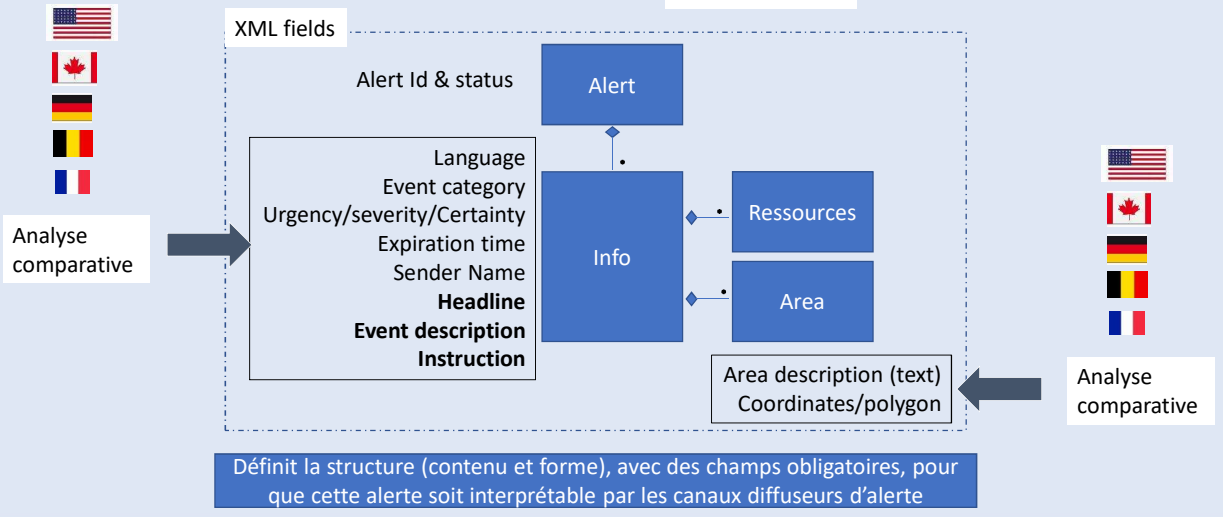 XML fields
Alert Id & status
Alert
Language
Event category
Urgency/severity/Certainty
Expiration time
Sender Name
Headline
Event description
Instruction
Info
Ressources
Area
Area description (text)
Coordinates/polygon
Analyse
comparative
Analyse
comparative
Définit la structure (contenu et forme), avec des champs obligatoires, pour
que cette alerte soit interprétable par les canaux diffuseurs d’alerte